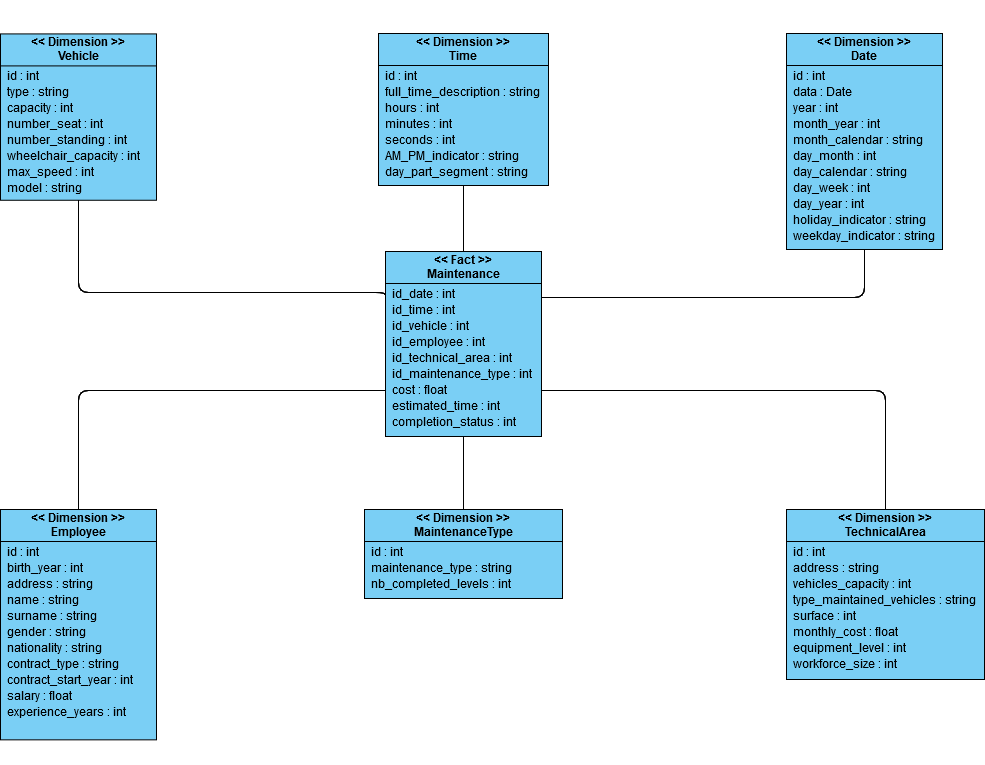 << Dimension >>
Vehicle
id : int
type : string
capacity : int
number_seat : int
number_standing : int
wheelchair_capacity : int
max_speed : int
model : string
<< Dimension >>
Time
id : int
full_time_description : string
hours : int
minutes : int
seconds : int
AM_PM_indicator : string
day_part_segment : string
<< Dimension >>
Date
id : int
data : Date
year : int
month_year : int
month_calendar : string
day_month : int
day_calendar : string
day_week : int
day_year : int
holiday_indicator : string
weekday_indicator : string
<< Fact >>
Maintenance
id_date : int
id_time : int
id_vehicle : int
id_employee : int
id_technical_area : int
id_maintenance_type : int
cost : float
estimated_time : int
completion_status : int
<< Dimension >>
Employee
id : int
birth_year : int
address : string
name : string
surname : string
gender : string
nationality : string
contract_type : string
contract_start_year : int
salary : float
experience_years : int
<< Dimension >>
MaintenanceType
id : int
maintenance_type : string
nb_completed_levels : int
<< Dimension >>
TechnicalArea
id : int
address : string
vehicles_capacity : int
type_maintained_vehicles : string
surface : int
monthly_cost : float
equipment_level : int
workforce_size : int